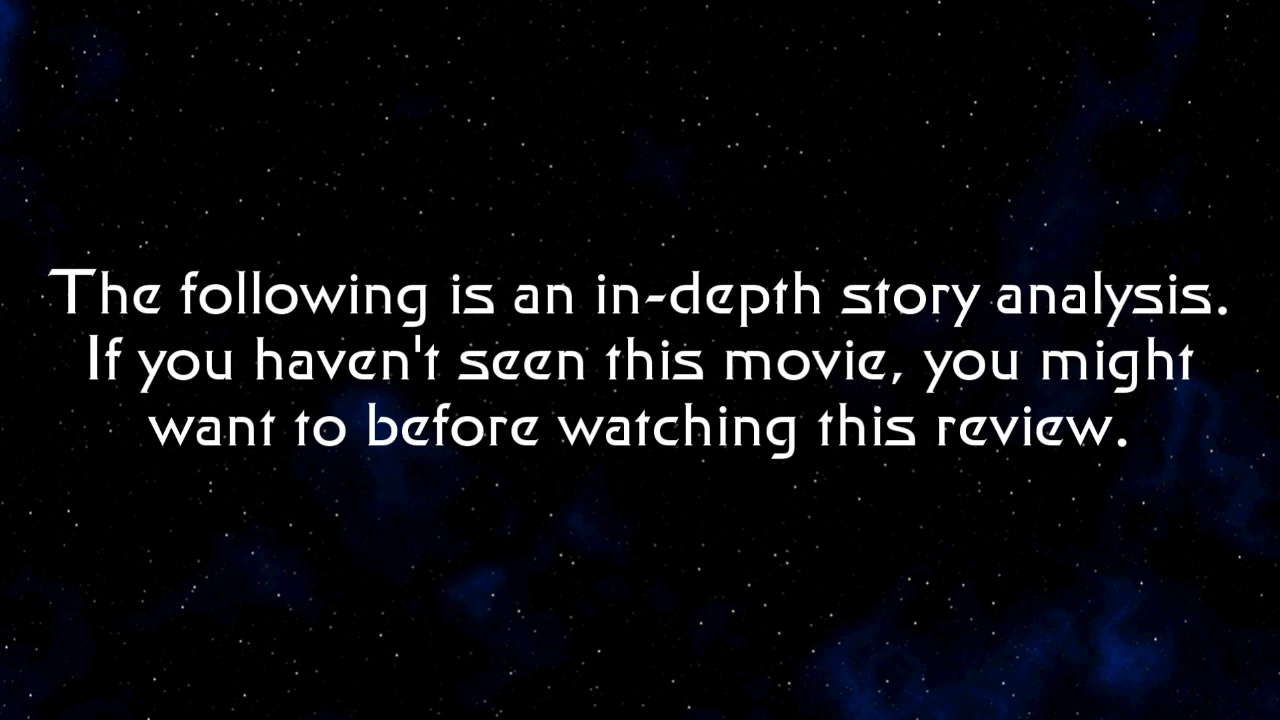 The following is an in-depth story analysis.
If you haven't seen this movie, you might
want to before watching this review.